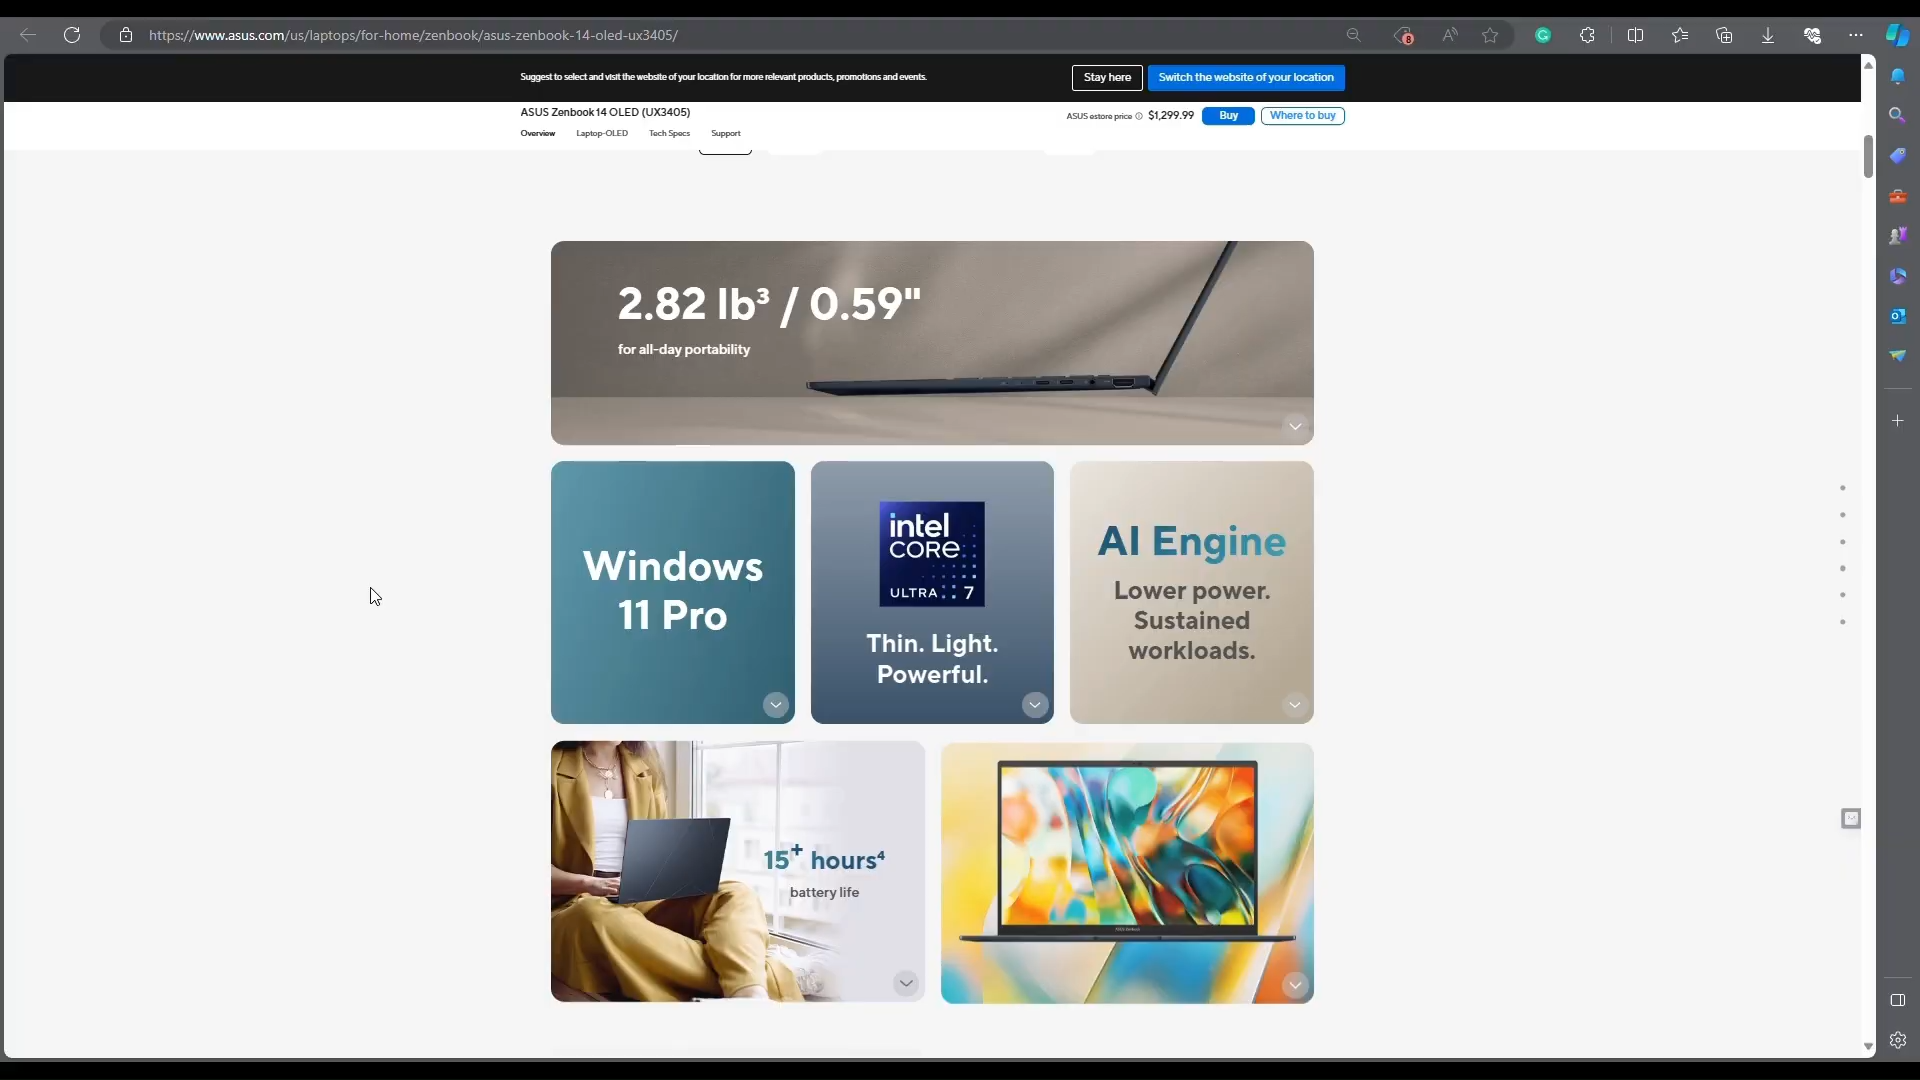 https://www.asus.com/us/laptops/for-home/zenbook/asus-zenbook-14-oled-ux3405/
8
Suggest to select and visit the website of your location for more relevant products, promotions and events.
Stay here
Switch the website of your location
ASUS Zenbook 14 OLED (UX3405)
ASUS estore price
$1,299.99
Buy
Where to buy
Overview
Laptop-OLED
Tech Specs
Support
2.82 lb³ / 0.59"
for all-day portability
Windows
11 Pro
intel
CORE
ULTRA 7
Thin. Light.
Powerful.
AI Engine
Lower power.
Sustained
workloads.
15⁺ hours⁴
battery life
ASUS Zenbook